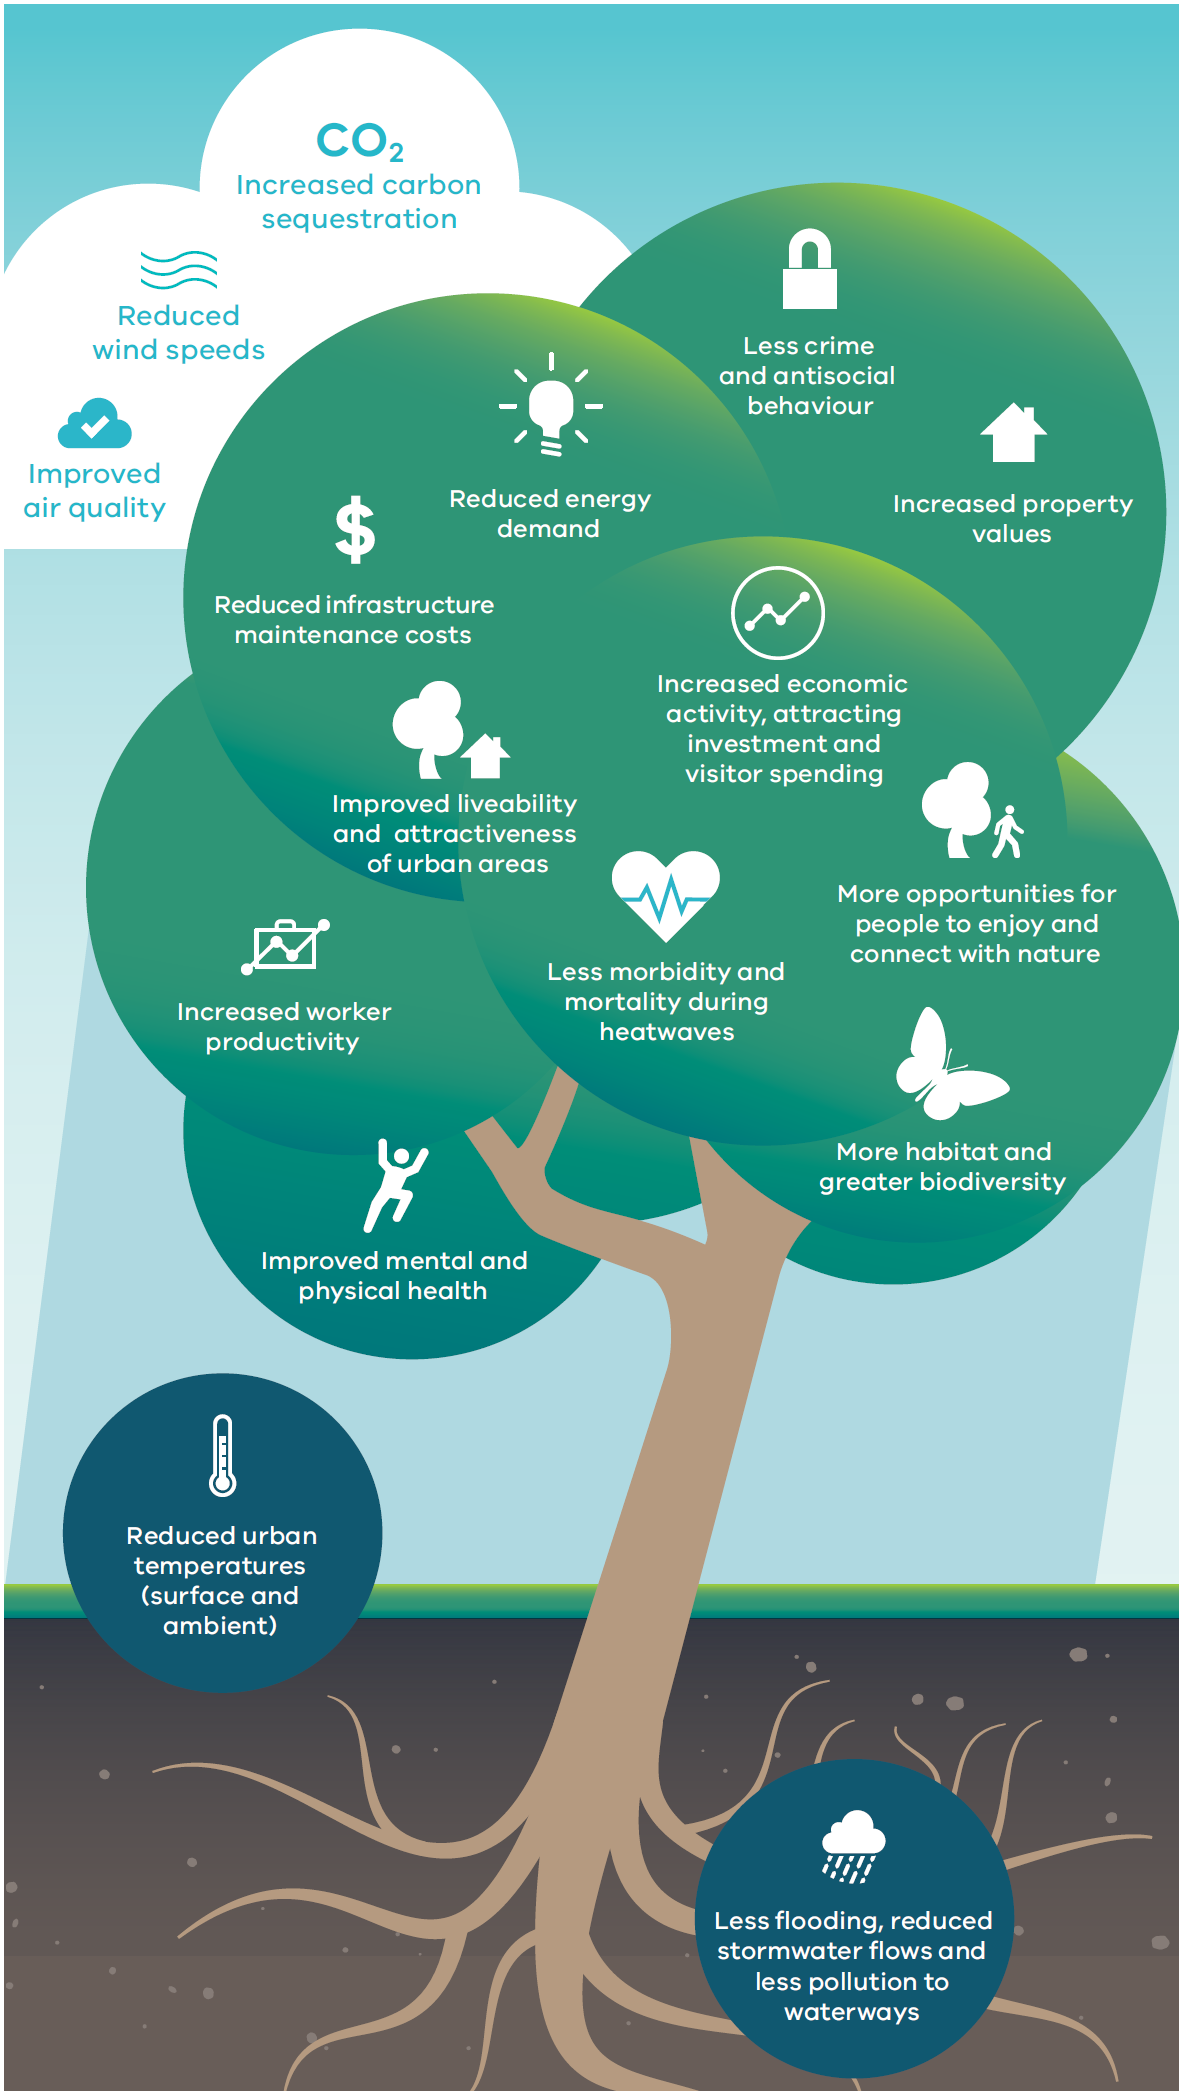 CO₂
Increased carbon
sequestration
Reduced
wind speeds
Improved
air quality
Less crime
and antisocial
behaviour
Increased property
values
Reduced energy
demand
$
Reduced infrastructure
maintenance costs
Increased economic
activity, attracting
investment and
visitor spending
Improved liveability
and attractiveness
of urban areas
More opportunities for
people to enjoy and
connect with nature
Less morbidity and
mortality during
heatwaves
Increased worker
productivity
More habitat and
greater biodiversity
Improved mental and
physical health
Reduced urban
temperatures
(surface and
ambient)
Less flooding, reduced
stormwater flows and
less pollution to
waterways